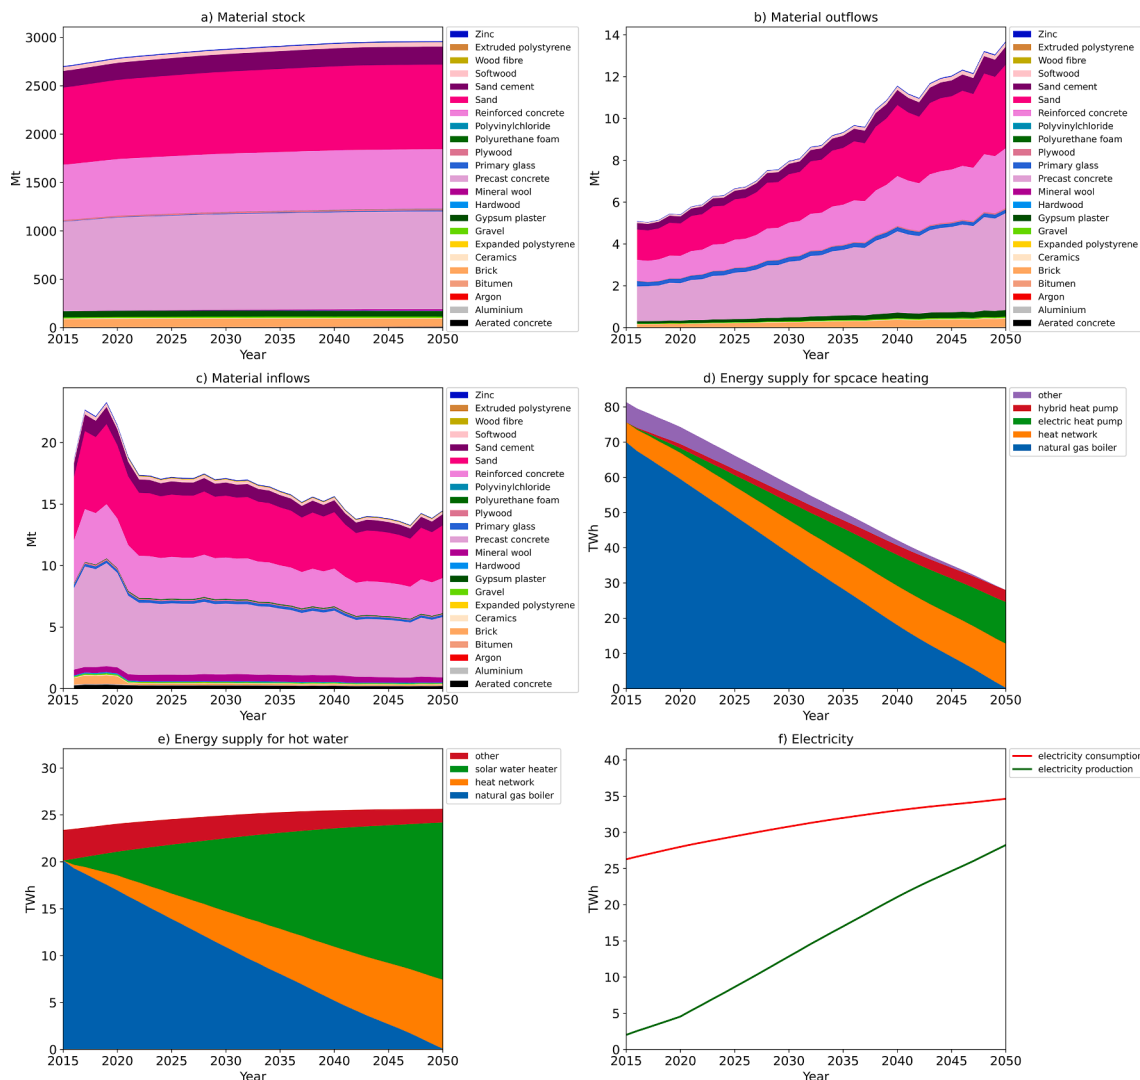 a) Material stock
3000
2500
2000
1500
1000
500
0
Mt
2015 2020 2025 2030 2035 2040 2045 2050
Year
Zinc
Extruded polystyrene
Wood fibre
Softwood
Sand cement
Sand
Reinforced concrete
Polyvinylchloride
Polyurethane foam
Plywood
Primary glass
Precast concrete
Mineral wool
Hardwood
Gypsum plaster
Gravel
Expanded polystyrene
Ceramics
Brick
Bitumen
Argon
Aluminium
Aerated concrete
b) Material outflows
14
12
10
8
6
4
2
0
Mt
2015 2020 2025 2030 2035 2040 2045 2050
Year
Zinc
Extruded polystyrene
Wood fibre
Softwood
Sand cement
Sand
Reinforced concrete
Polyvinylchloride
Polyurethane foam
Plywood
Primary glass
Precast concrete
Mineral wool
Hardwood
Gypsum plaster
Gravel
Expanded polystyrene
Ceramics
Brick
Bitumen
Argon
Aluminium
Aerated concrete
c) Material inflows
20
15
10
5
0
Mt
2015 2020 2025 2030 2035 2040 2045 2050
Year
Zinc
Extruded polystyrene
Wood fibre
Softwood
Sand cement
Sand
Reinforced concrete
Polyvinylchloride
Polyurethane foam
Plywood
Primary glass
Precast concrete
Mineral wool
Hardwood
Gypsum plaster
Gravel
Expanded polystyrene
Ceramics
Brick
Bitumen
Argon
Aluminium
Aerated concrete
d) Energy supply for spcace heating
80
70
60
50
40
30
20
10
0
TWh
2015 2020 2025 2030 2035 2040 2045 2050
Year
other
hybrid heat pump
electric heat pump
heat network
natural gas boiler
e) Energy supply for hot water
30
25
20
15
10
5
0
TWh
2015 2020 2025 2030 2035 2040 2045 2050
Year
other
solar water heater
heat network
natural gas boiler
f) Electricity
40
35
30
25
20
15
10
5
0
TWh
2015 2020 2025 2030 2035 2040 2045 2050
Year
electricity consumption
electricity production